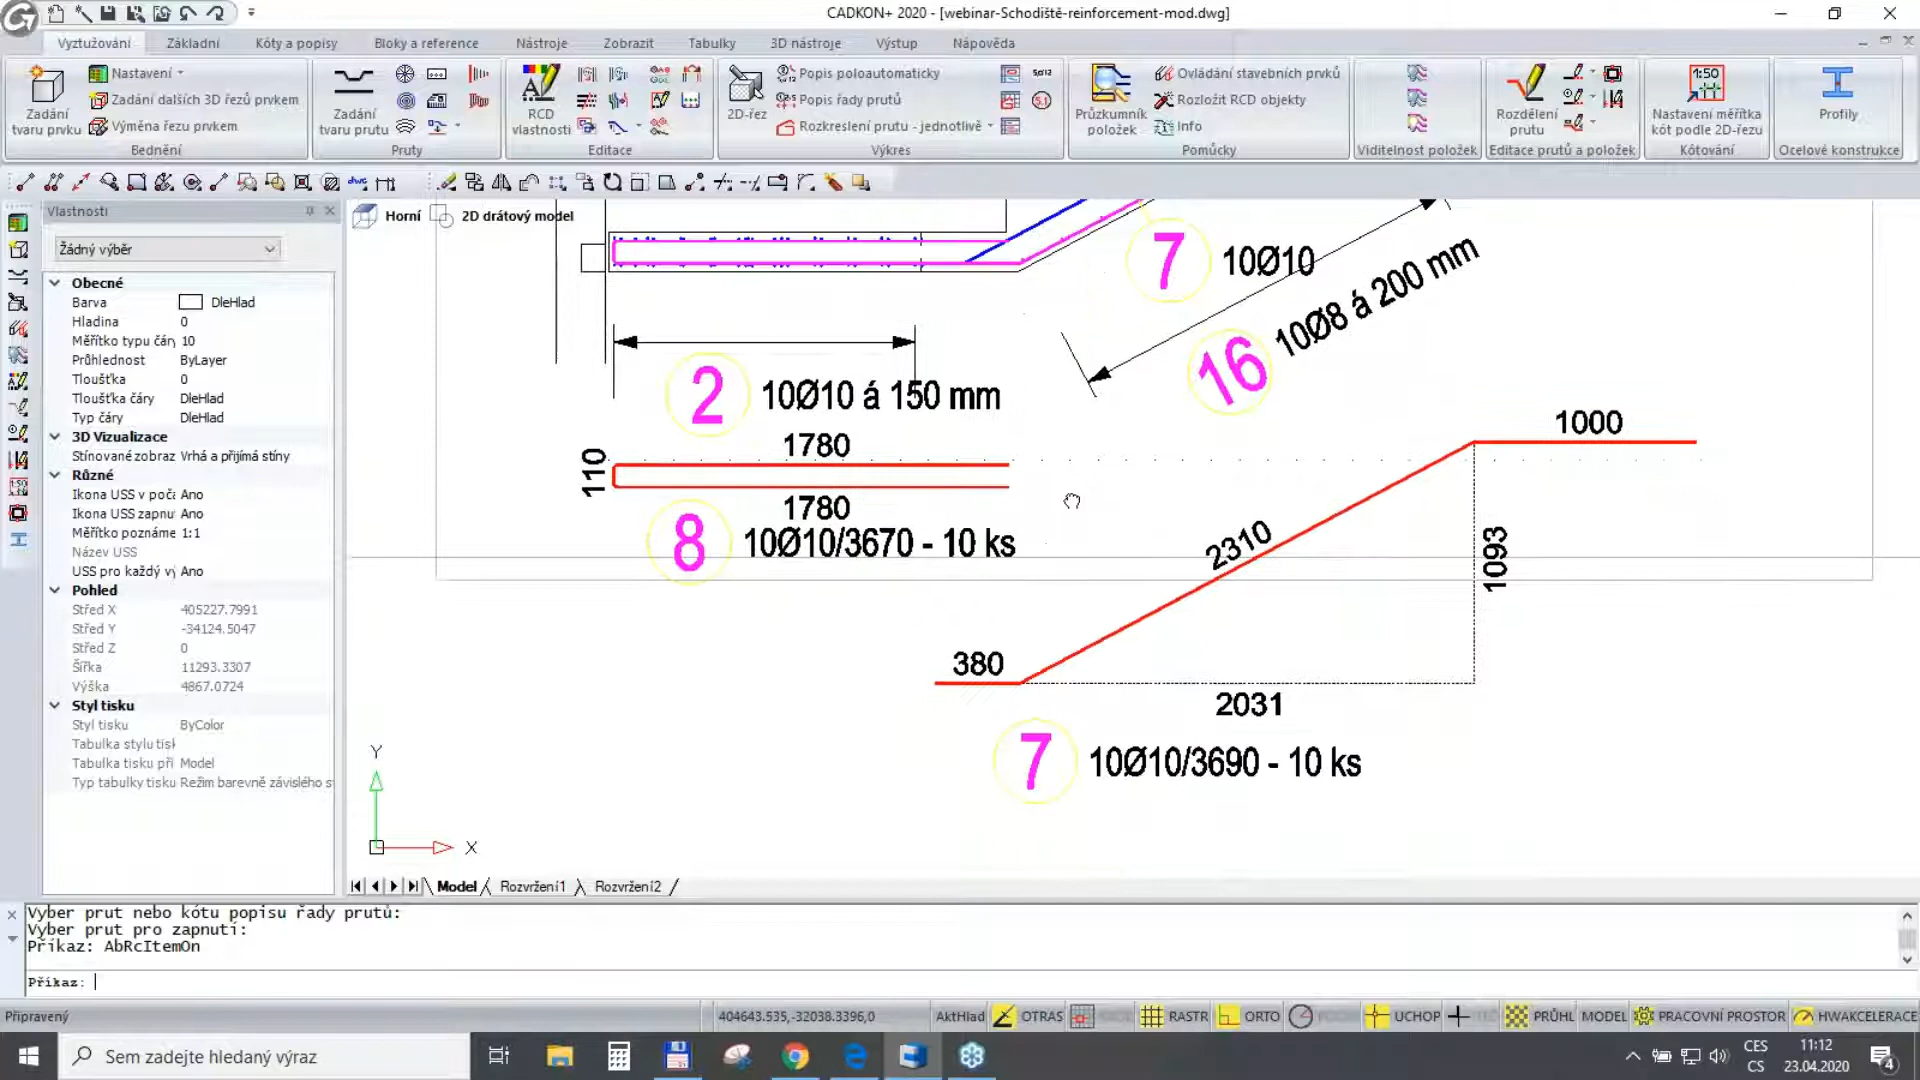 CADKON+ 2020 - [webinar-Schodiště-reinforcement-mod.dwg]
Vyztužování Základní Kóty a popisy Bloky a reference Nástroje Zobrazit Tabulky 3D nástroje Výstup Nápověda
Zadání tvaru prvku
Nastavení
Zadání dalších 3D řezů prvkem
Výměna řezu prvkem
Bednění
Zadání tvaru prutu
Pruty
RCD vlastnosti
Editace
2D-řez
Popis poloautomaticky
Popis řady prutů
Rozkreslení prutu - jednotlivě
Výkres
Průzkumník položek
Ovládání stavebních prvků
Rozložit RCD objekty
Info
Pomůcky
Viditelnost položek
Rozdělení prutu
Editace prutů a položek
1:50
Nastavení měřítka kót podle 2D-řezu
Kótování
Profily
Ocelové konstrukce
Vlastnosti
Žádný výběr
Obecné
Barva DleHlad
Hladina 0
Měřítko typu čár 10
Průhlednost ByLayer
Tloušťka 0
Tloušťka čáry DleHlad
Typ čáry DleHlad
3D Vizualizace
Stínované zobraz Vrhá a přijímá stíny
Různé
Ikona USS v poča Ano
Ikona USS zapnu Ano
Měřítko poznáme 1:1
Název USS
USS pro každý vý Ano
Pohled
Střed X 405227.7991
Střed Y -34124.5047
Střed Z 0
Šířka 11293.3307
Výška 4867.0724
Styl tisku
Styl tisku ByColor
Tabulka stylu tisk
Tabulka tisku při Model
Typ tabulky tisku Režim barevně závislého s
Horní 2D drátový model
7 10Ø10
16 10Ø8 á 200 mm
2 10Ø10 á 150 mm
1780
110
1780
8 10Ø10/3670 - 10 ks
1000
2310
1093
380
2031
7 10Ø10/3690 - 10 ks
Y
X
Model Rozvržení1 Rozvržení2
Vyber prut nebo kótu popisu řady prutů:
Vyber prut pro zapnutí:
Příkaz: AbRcItemOn
Příkaz:
Připravený
404643.535,-32038.3396,0 AktHlad OTRAS RASTR ORTO UCHOP PRŮHL MODEL PRACOVNÍ PROSTOR HWAKCELERACE
Sem zadejte hledaný výraz
CES
CS
11:12
23.04.2020
4